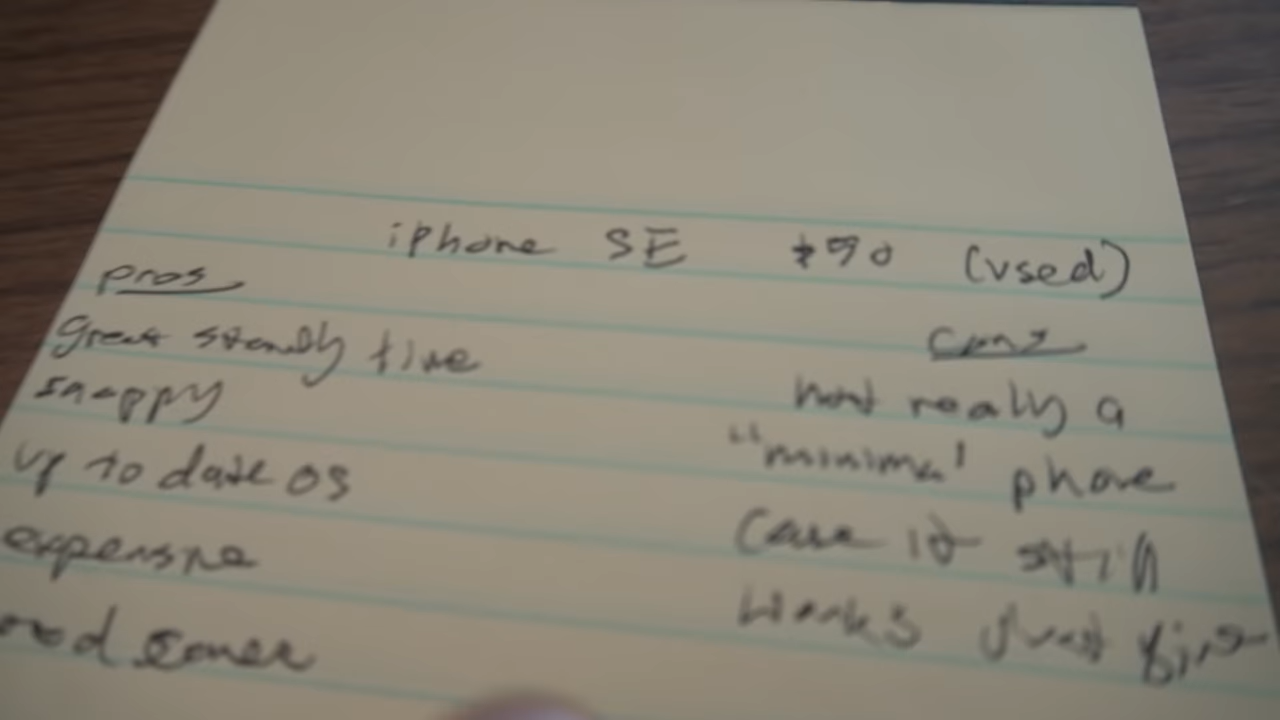 iphone SE $90 (used)
pros
great standby time
snappy
up to date OS
expensive
cons
not really a
"minimal" phone
case it still
works just fine